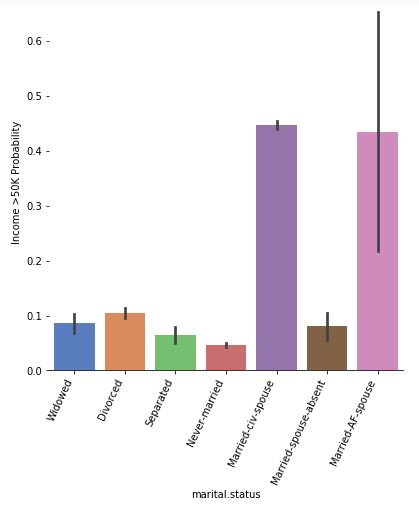 Income >50K Probability
0.6
0.5
0.4
0.3
0.2
0.1
0.0
Widowed
Divorced
Separated
Never-married
Married-civ-spouse
Married-spouse-absent
Married-AF-spouse
marital.status